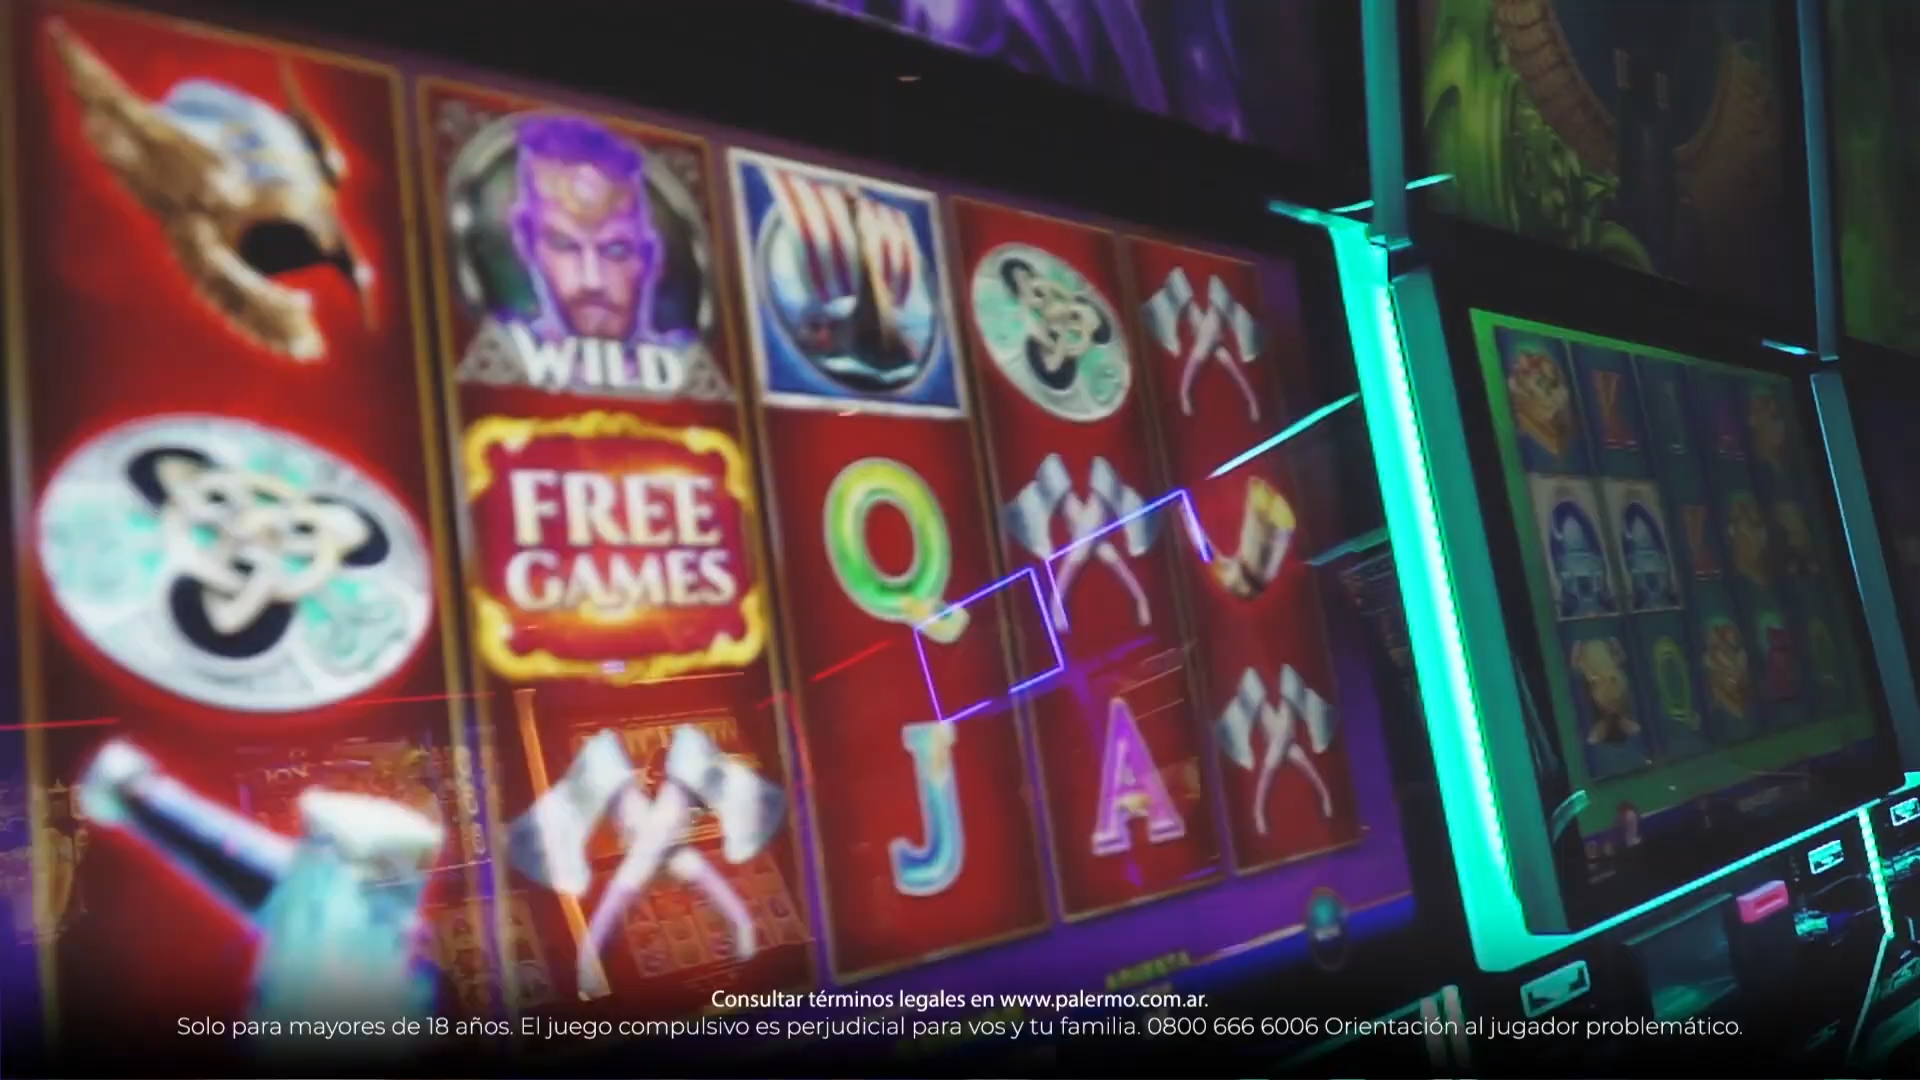 WILD
FREE
GAMES
Q
J
A
Consultar términos legales en www.palermo.com.ar.
Solo para mayores de 18 años. El juego compulsivo es perjudicial para vos y tu familia. 0800 666 6006 Orientación al jugador problemático.